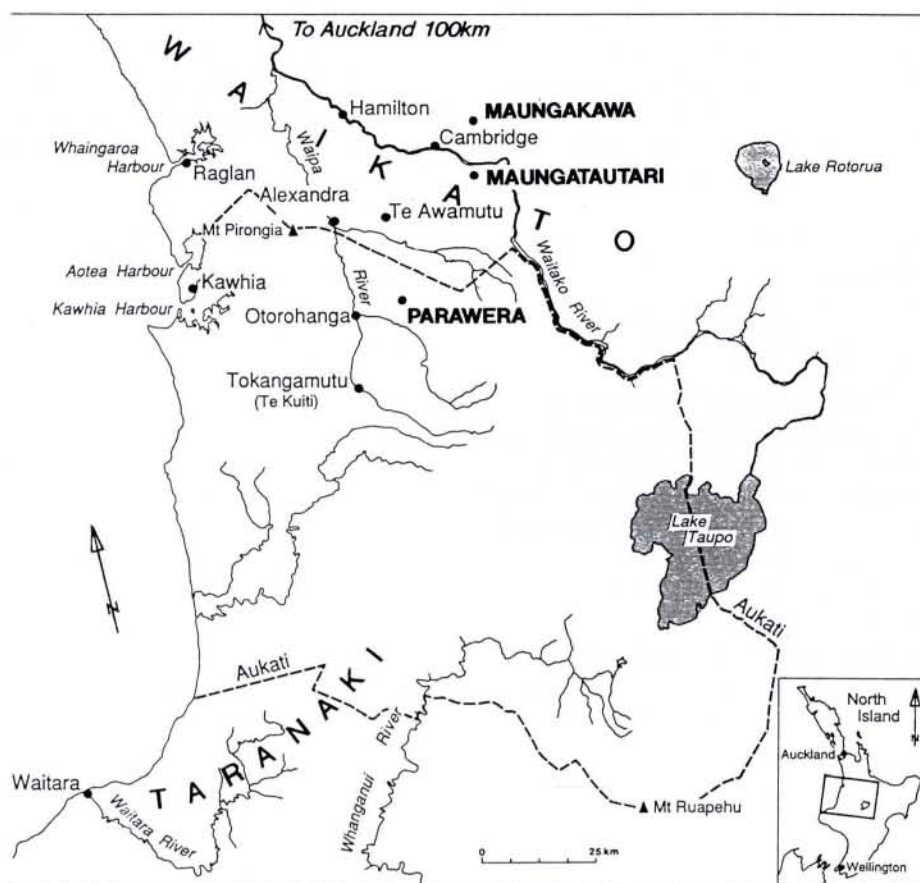 To Auckland 100km
WAIKATO
Hamilton
MAUNGAKAWA
Cambridge
Whaingaroa
Harbour
Raglan
Waipa
MAUNGATAUTARI
Lake Rotorua
Alexandra
Te Awamutu
Mt Pirongia
Aotea Harbour
Kawhia
Kawhia Harbour
River
Waitako River
PARAWERA
Otorohanga
Tokangamutu
(Te Kuiti)
Lake
Taupo
N
Aukati
Aukati
TARANAKI
River
Whanganui
Waitara
Waitara River
Mt Ruapehu
0 25 km
North
Island
N
Auckland
Wellington